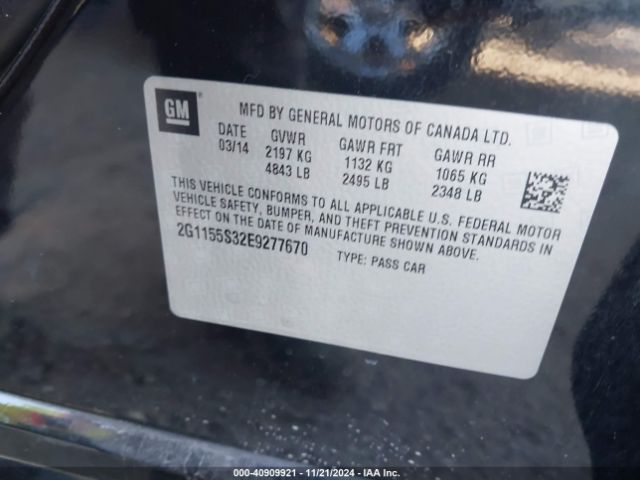 GM
MFD BY GENERAL MOTORS OF CANADA LTD.
DATE GVWR GAWR FRT GAWR RR
03/14 2197 KG 1132 KG 1065 KG
4843 LB 2495 LB 2348 LB
THIS VEHICLE CONFORMS TO ALL APPLICABLE U.S. FEDERAL MOTOR
VEHICLE SAFETY, BUMPER, AND THEFT PREVENTION STANDARDS IN
EFFECT ON THE DATE OF MANUFACTURE SHOWN ABOVE.
2G1155S32E9277670 TYPE: PASS CAR
000-40909921 - 11/21/2024 - IAA Inc.